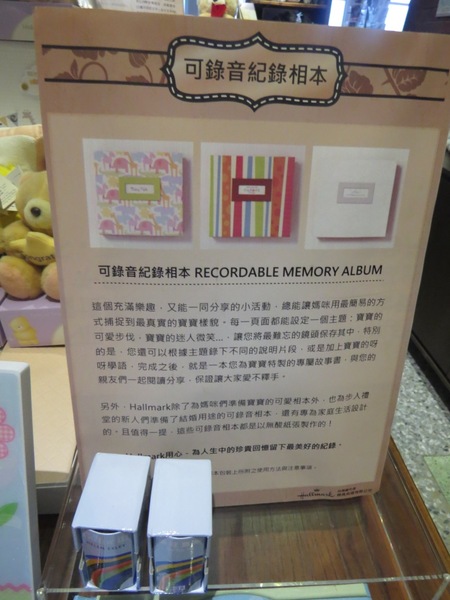 可錄音紀錄相本
可錄音紀錄相本 RECORDABLE MEMORY ALBUM
這個充滿樂趣，又能一同分享的小活動，總能讓媽咪用最簡易的方
式捕捉到最真實的寶寶樣貌。每一頁面都能設定一個主題：寶寶的
可愛步伐、寶寶的迷人微笑...，讓您將最難忘的鏡頭保存其中，特別
的是，您還可以根據主題錄下不同的說明片段，或是加上寶寶的呀
呀學語，完成之後，就是一本您為寶寶特製的專屬故事書，與您的
親友們一起閱讀分享，保證讓大家愛不釋手。
另外，Hallmark除了為媽咪們準備寶寶的可愛相本外，也為步入禮
堂的新人們準備了結婚用途的可錄音相本，還有專為家庭生活設計
的。且值得一提，這些可錄音相本都是以無酸紙張製作的！
用心，為人生中的珍貴回憶留下最美好的紀錄。
Hallmark